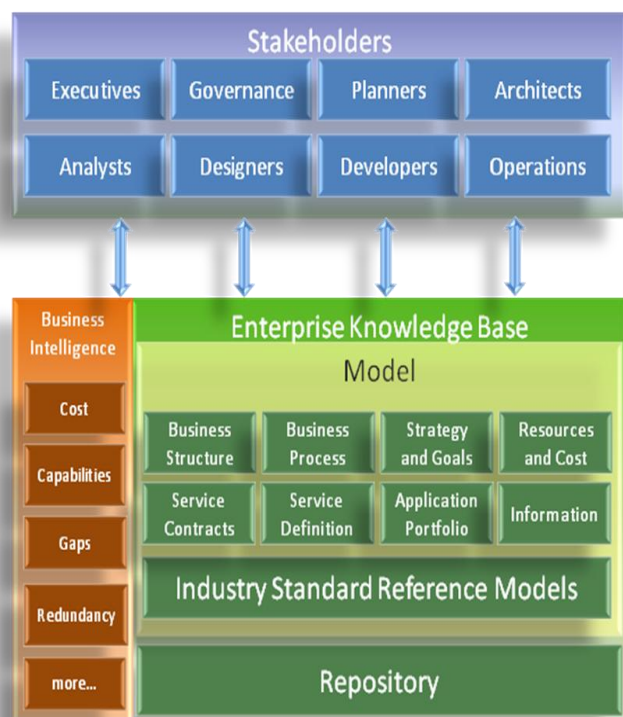 Stakeholders
Executives
Governance
Planners
Architects
Analysts
Designers
Developers
Operations
Business
Intelligence
Cost
Capabilities
Gaps
Redundancy
more...
Enterprise Knowledge Base
Model
Business
Structure
Business
Process
Strategy
and Goals
Resources
and Cost
Service
Contracts
Service
Definition
Application
Portfolio
Information
Industry Standard Reference Models
Repository